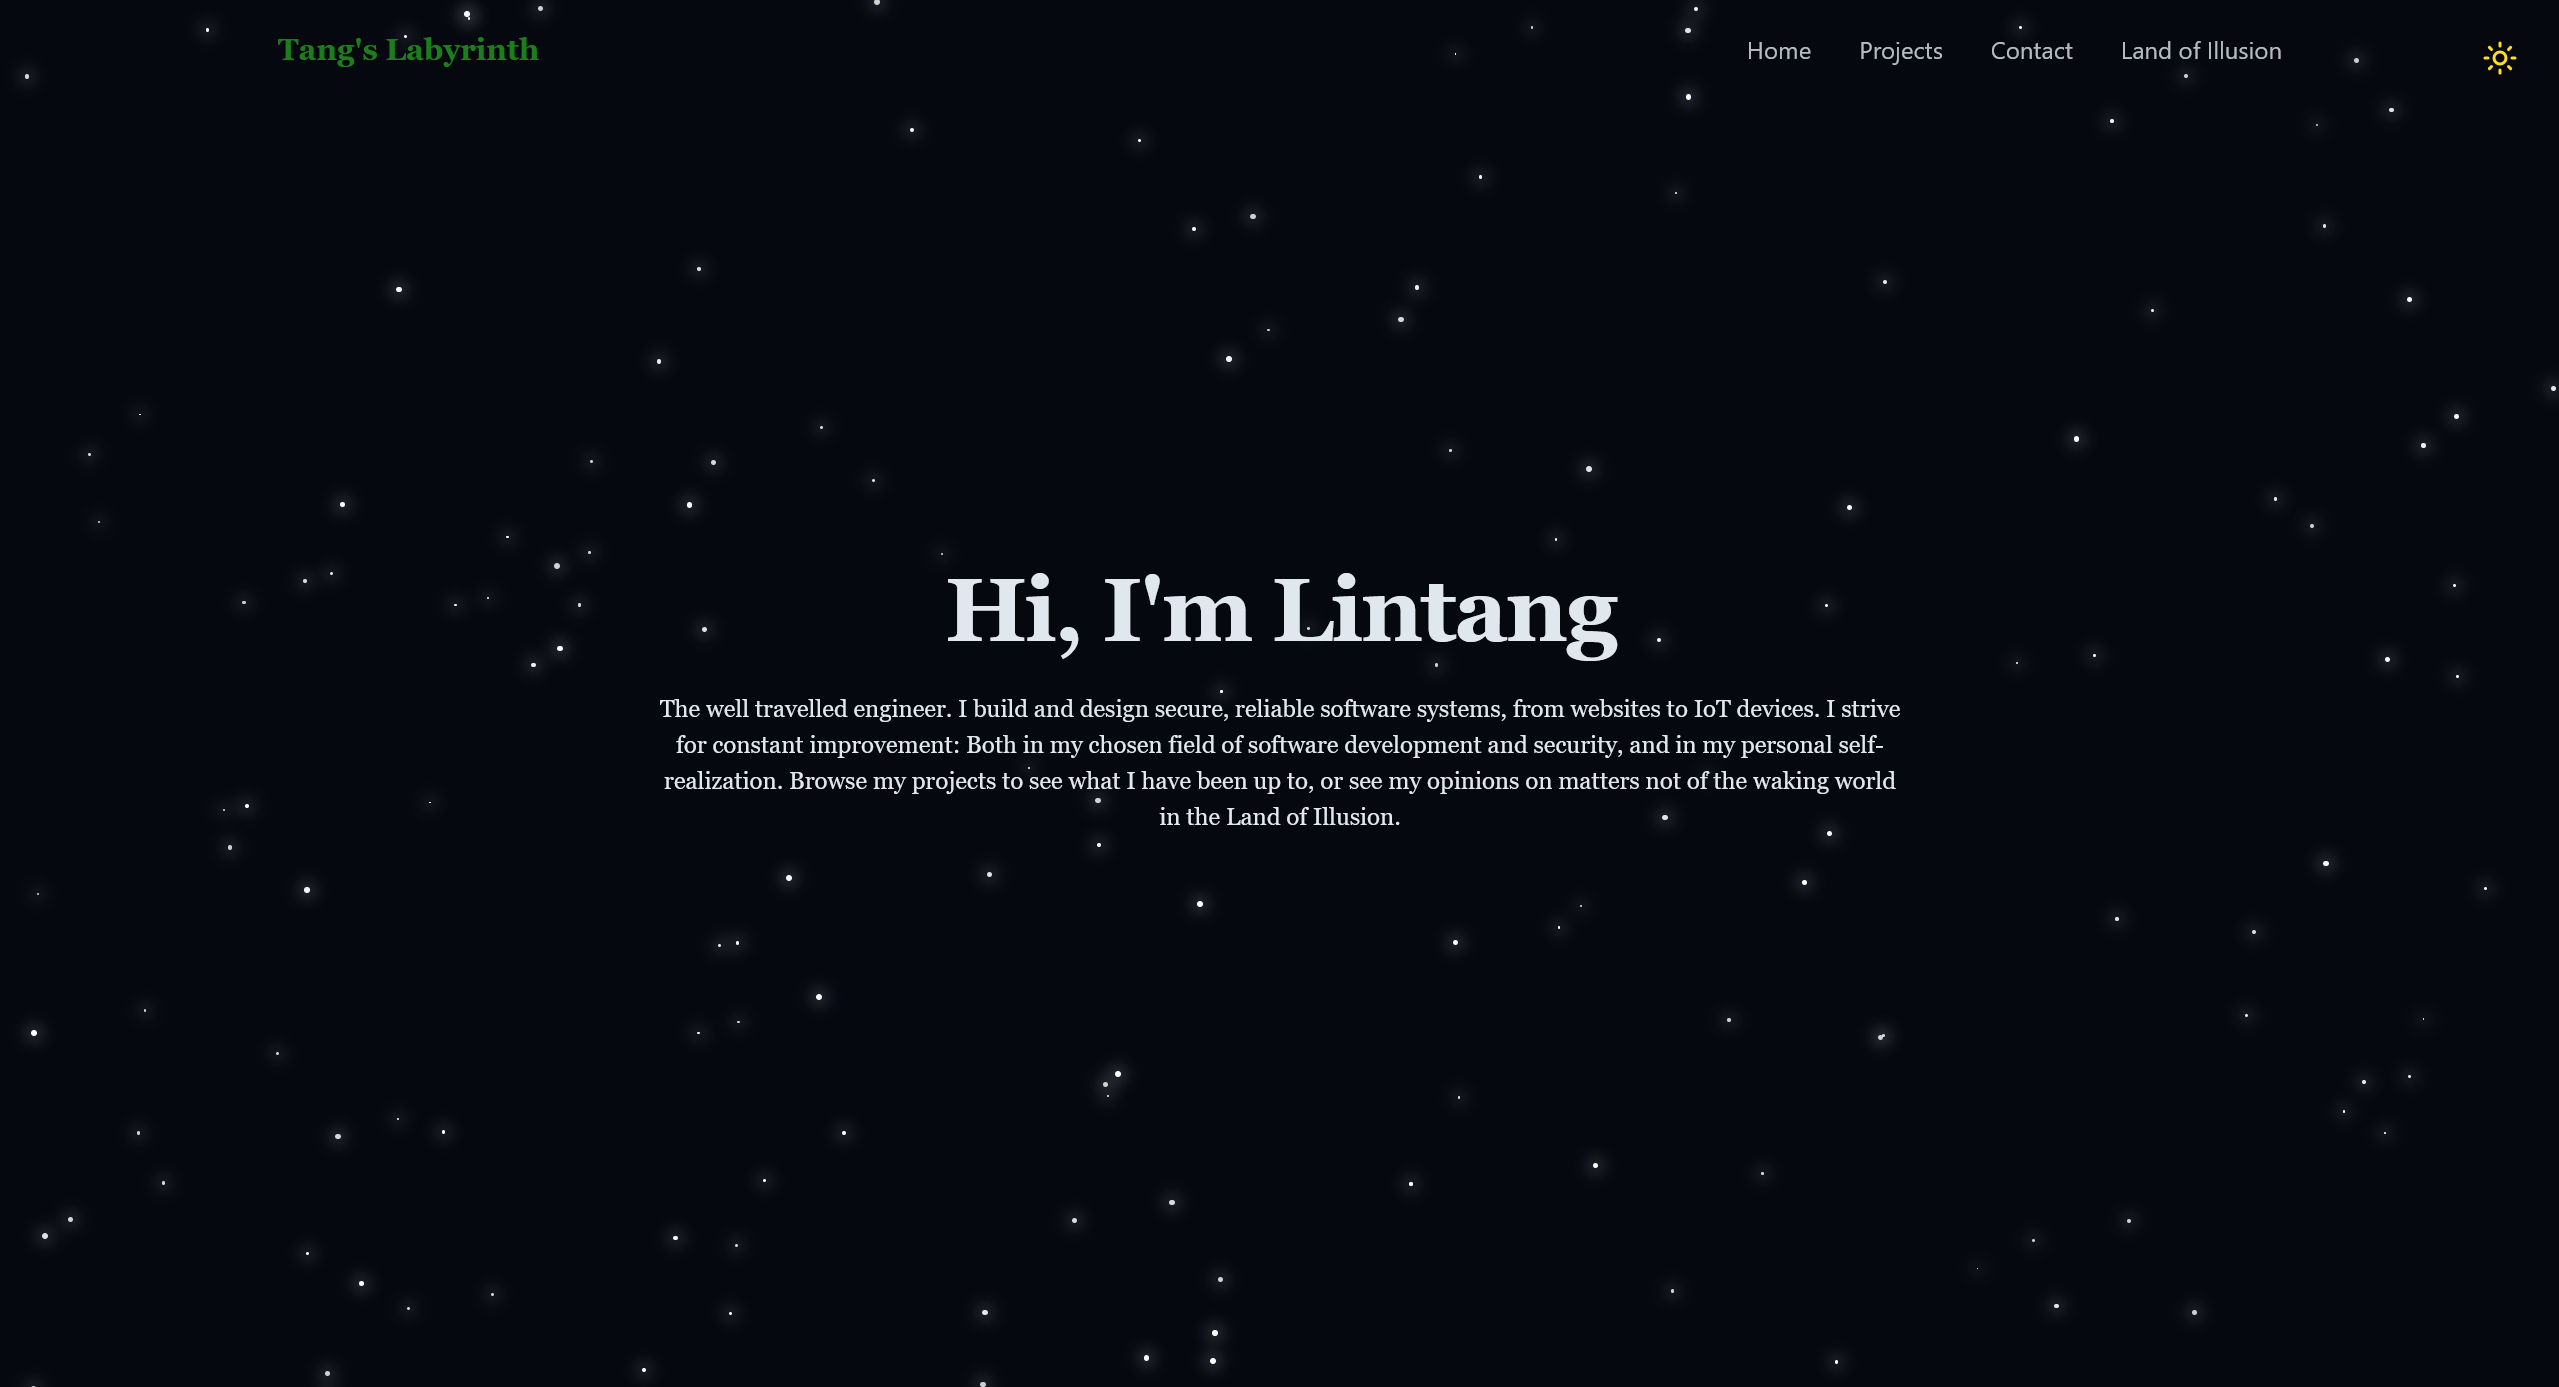 Tang's Labyrinth
Home Projects Contact Land of Illusion
Hi, I'm Lintang
The well travelled engineer. I build and design secure, reliable software systems, from websites to IoT devices. I strive
for constant improvement: Both in my chosen field of software development and security, and in my personal self-
realization. Browse my projects to see what I have been up to, or see my opinions on matters not of the waking world
in the Land of Illusion.